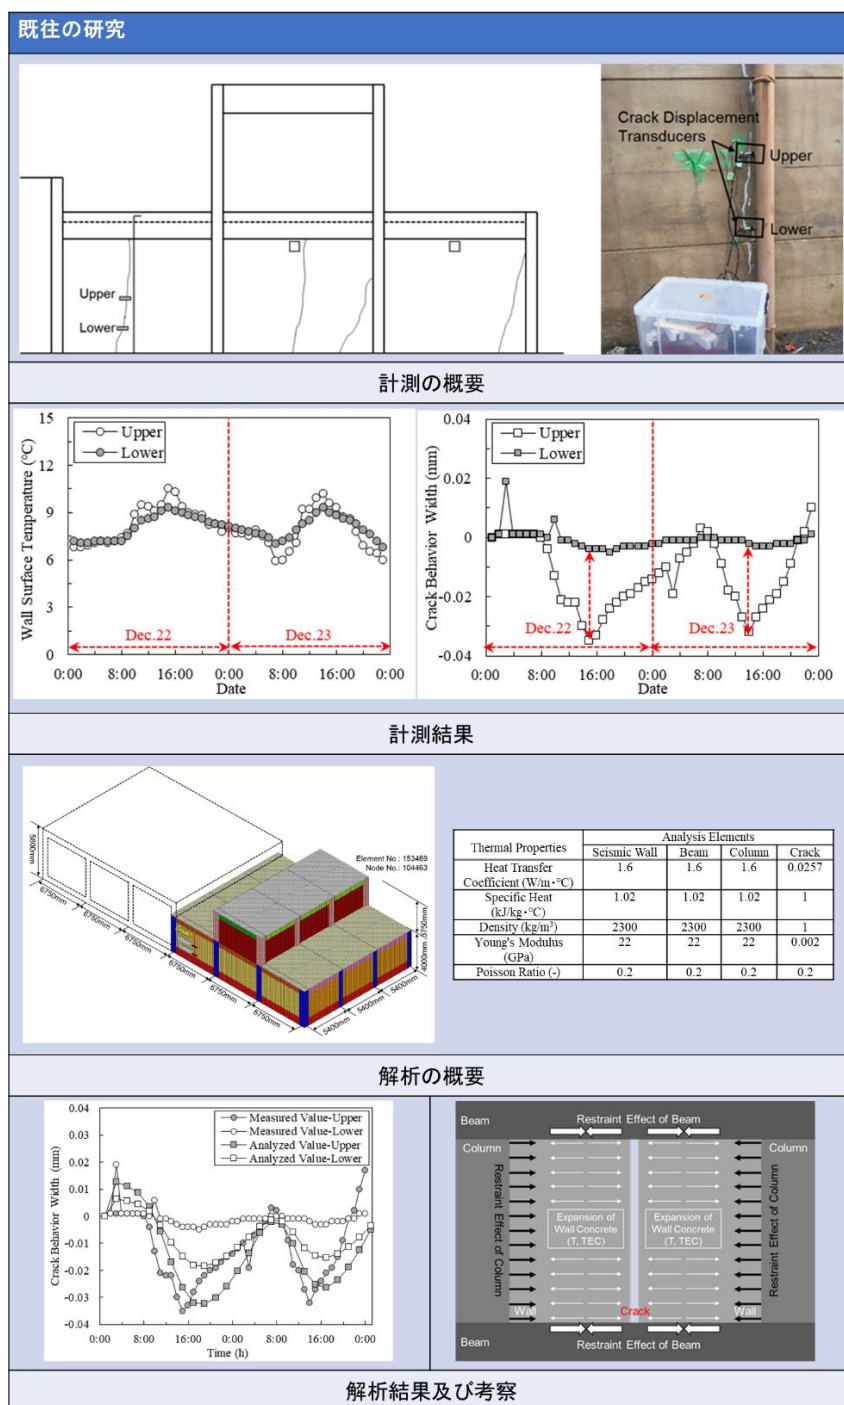 既往の研究
Upper
Lower
Crack Displacement
Transducers
Upper
Lower
計測の概要
Wall Surface Temperature (℃)
15
12
9
6
3
0
Upper
Lower
Dec.22
Dec.23
0:00 8:00 16:00 0:00 8:00 16:00 0:00
Date
Crack Behavior Width (mm)
0.04
0.02
0
-0.02
-0.04
Upper
Lower
Dec.22
Dec.23
0:00 8:00 16:00 0:00 8:00 16:00 0:00
Date
計測結果
5800mm
6750mm
6750mm
6750mm
6750mm
6750mm
6750mm
Element No.: 153469
Node No.: 104463
3750mm
4000mm
5400mm
5400mm
5400mm
Thermal Properties Analysis Elements
Seismic Wall Beam Column Crack
Heat Transfer Coefficient (W/m・℃) 1.6 1.6 1.6 0.0257
Specific Heat (kJ/kg・℃) 1.02 1.02 1.02 1
Density (kg/m³) 2300 2300 2300 1
Young's Modulus (GPa) 22 22 22 0.002
Poisson Ratio (-) 0.2 0.2 0.2 0.2
解析の概要
Crack Behavior Width (mm)
0.04
0.03
0.02
0.01
0.00
-0.01
-0.02
-0.03
-0.04
Measured Value-Upper
Measured Value-Lower
Analyzed Value-Upper
Analyzed Value-Lower
0:00 8:00 16:00 0:00 8:00 16:00 0:00
Time (h)
Beam
Restraint Effect of Beam
Column
Column
Restraint Effect of Column
Expansion of
Wall Concrete
(T, TEC)
Expansion of
Wall Concrete
(T, TEC)
Restraint Effect of Column
Wall
Crack
Wall
Beam
Restraint Effect of Beam
解析結果及び考察